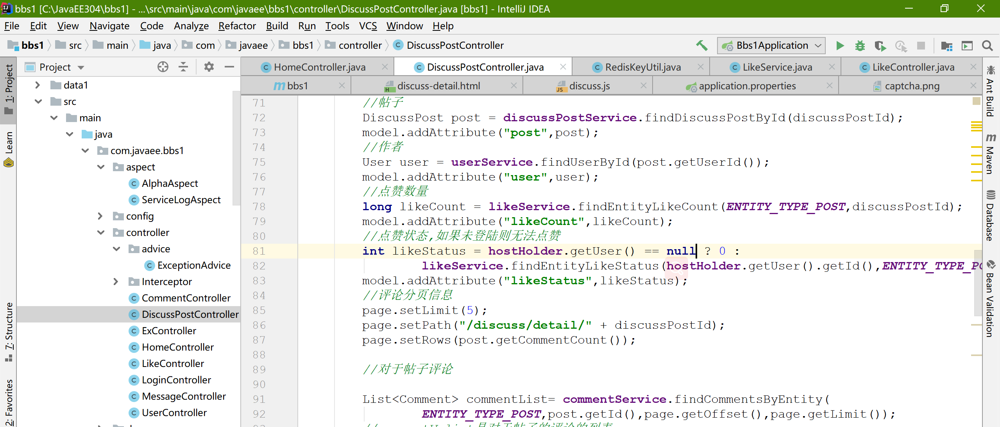 bbs1 [C:\JavaEE304\bbs1] - ...\src\main\java\com\javaee\bbs1\controller\DiscussPostController.java [bbs1] - IntelliJ IDEA
File Edit View Navigate Code Analyze Refactor Build Run Tools VCS Window Help
bbs1 src main java com javaee bbs1 controller DiscussPostController Bbs1Application
Project
HomeController.java DiscussPostController.java RedisKeyUtil.java LikeService.java LikeController.java
bbs1 discuss-detail.html discuss.js application.properties captcha.png
1: Project
Learn
7: Structure
2: Favorites
data1
src
main
java
com.javaee.bbs1
aspect
AlphaAspect
ServiceLogAspect
config
controller
advice
ExceptionAdvice
Interceptor
CommentController
DiscussPostController
ExController
HomeController
LikeController
LoginController
MessageController
UserController
71 //帖子
72 DiscussPost post = discussPostService.findDiscussPostById(discussPostId);
73 model.addAttribute("post",post);
74 //作者
75 User user = userService.findUserById(post.getUserId());
76 model.addAttribute("user",user);
77 //点赞数量
78 long likeCount = likeService.findEntityLikeCount(ENTITY_TYPE_POST,discussPostId);
79 model.addAttribute("likeCount",likeCount);
80 //点赞状态,如果未登陆则无法点赞
81 int likeStatus = hostHolder.getUser() == null ? 0 :
82 likeService.findEntityLikeStatus(hostHolder.getUser().getId(),ENTITY_TYPE_PO
83 model.addAttribute("likeStatus",likeStatus);
84 //评论分页信息
85 page.setLimit(5);
86 page.setPath("/discuss/detail/" + discussPostId);
87 page.setRows(post.getCommentCount());
88
89 //对于帖子评论
90
91 List<Comment> commentList= commentService.findCommentsByEntity(
92 ENTITY_TYPE_POST,post.getId(),page.getOffset(),page.getLimit());
Ant Build
Maven
Database
Bean Validation